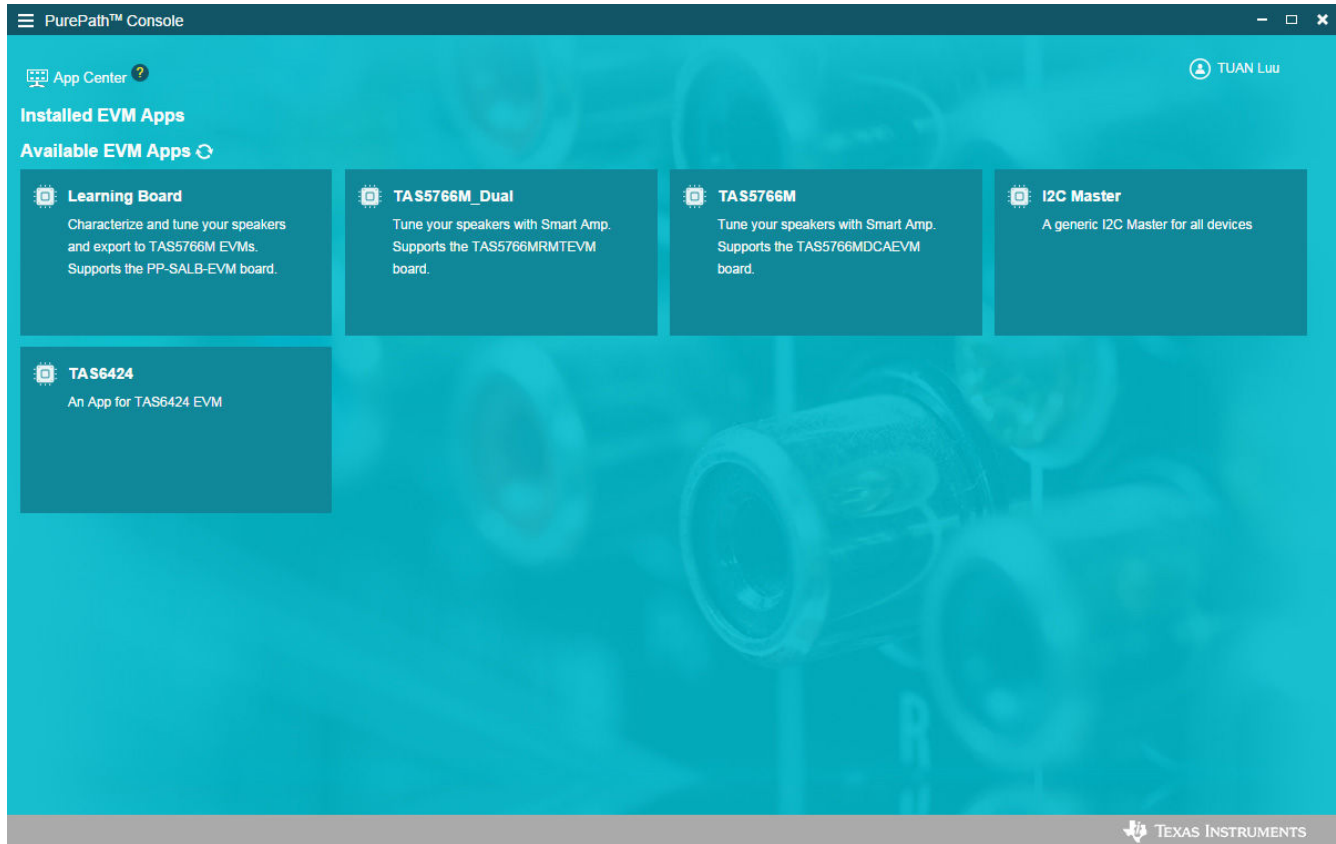 PurePath™ Console
App Center ?
TUAN Luu
Installed EVM Apps
Available EVM Apps
Learning Board
Characterize and tune your speakers
and export to TAS5766M EVMs.
Supports the PP-SALB-EVM board.
TAS5766M_Dual
Tune your speakers with Smart Amp.
Supports the TAS5766MRMTEVM
board.
TAS5766M
Tune your speakers with Smart Amp.
Supports the TAS5766MDCAEVM
board.
I2C Master
A generic I2C Master for all devices
TAS6424
An App for TAS6424 EVM
R
TEXAS INSTRUMENTS